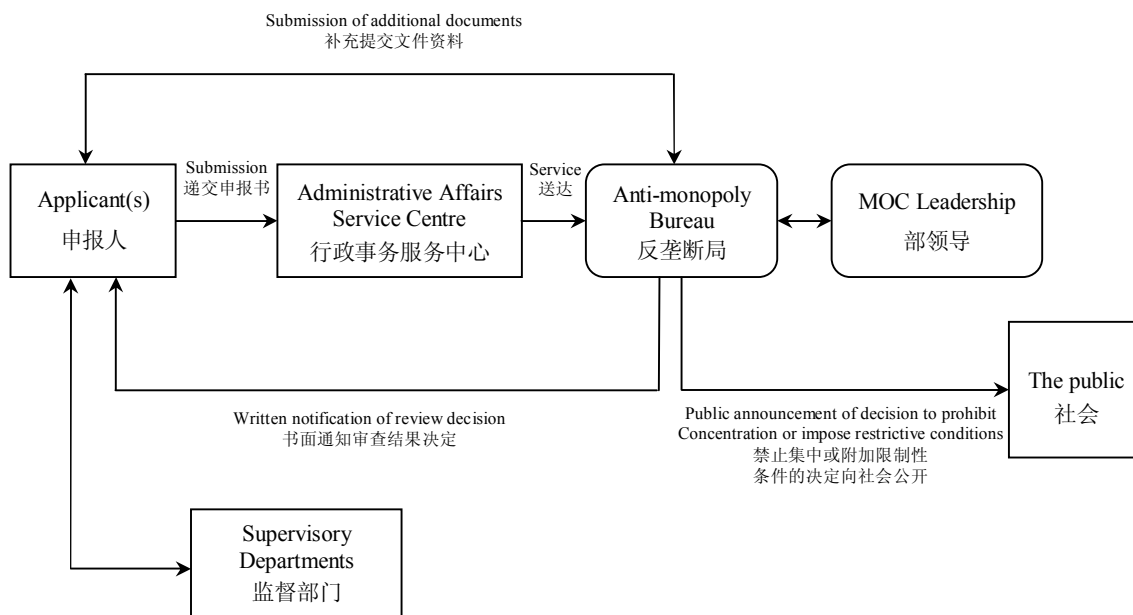 Submission of additional documents
补充提交文件资料
Submission
递交申报书
Service
送达
Applicant(s)
申报人
Administrative Affairs
Service Centre
行政事务服务中心
Anti-monopoly
Bureau
反垄断局
MOC Leadership
部领导
The public
社会
Written notification of review decision
书面通知审查结果决定
Public announcement of decision to prohibit
Concentration or impose restrictive conditions
禁止集中或附加限制性
条件的决定向社会公开
Supervisory
Departments
监督部门